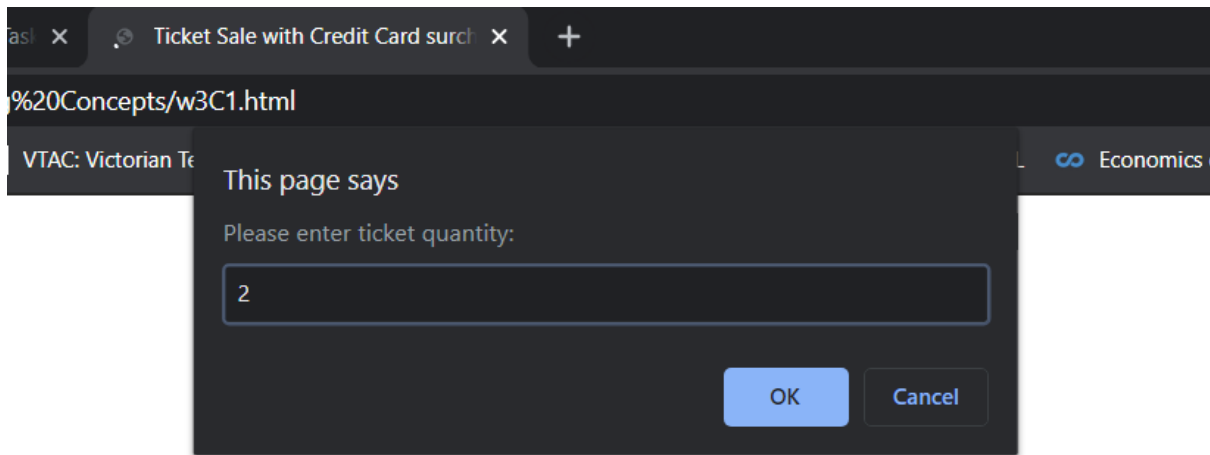 Ticket Sale with Credit Card surch
%20Concepts/w3C1.html
VTAC: Victorian Te
Economics
This page says
Please enter ticket quantity:
2
OK Cancel